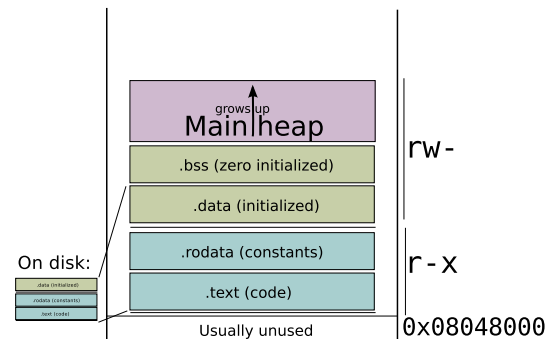 grows up
Main heap
rw-
.bss (zero initialized)
.data (initialized)
.rodata (constants)
r-x
On disk:
.data (initialized)
.rodata (constants)
.text (code)
.text (code)
0x08048000
Usually unused